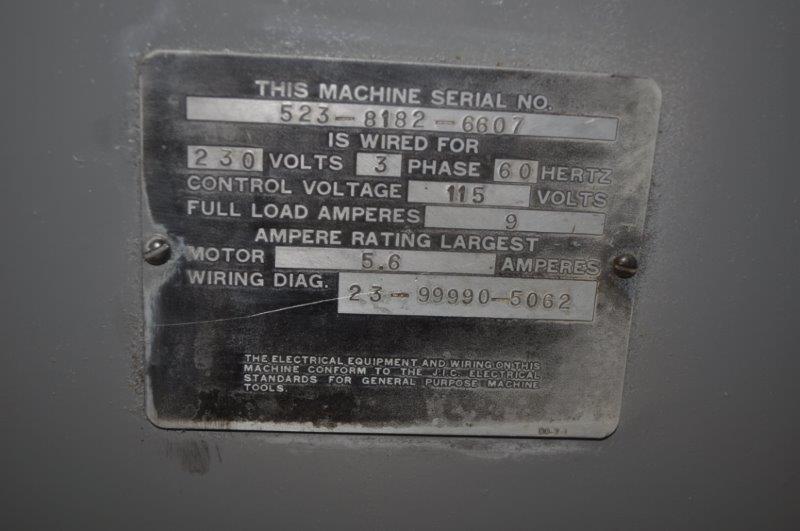 THIS MACHINE SERIAL NO.
523-8182-6607
IS WIRED FOR
230 VOLTS 3 PHASE 60 HERTZ
CONTROL VOLTAGE 115 VOLTS
FULL LOAD AMPERES 9
AMPERE RATING LARGEST
MOTOR 5.6 AMPERES
WIRING DIAG. 23-99990-5062
THE ELECTRICAL EQUIPMENT AND WIRING ON THIS
MACHINE CONFORM TO THE J.I.C. ELECTRICAL
STANDARDS FOR GENERAL PURPOSE MACHINE
TOOLS.